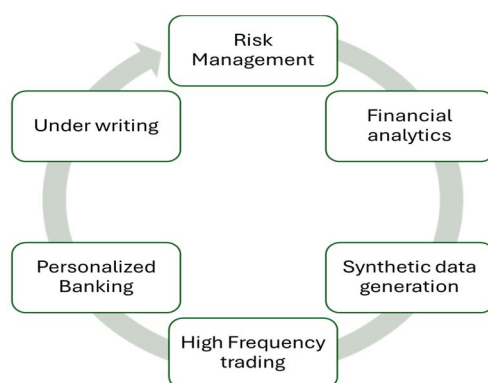 Risk
Management
Financial
analytics
Synthetic data
generation
High Frequency
trading
Personalized
Banking
Under writing